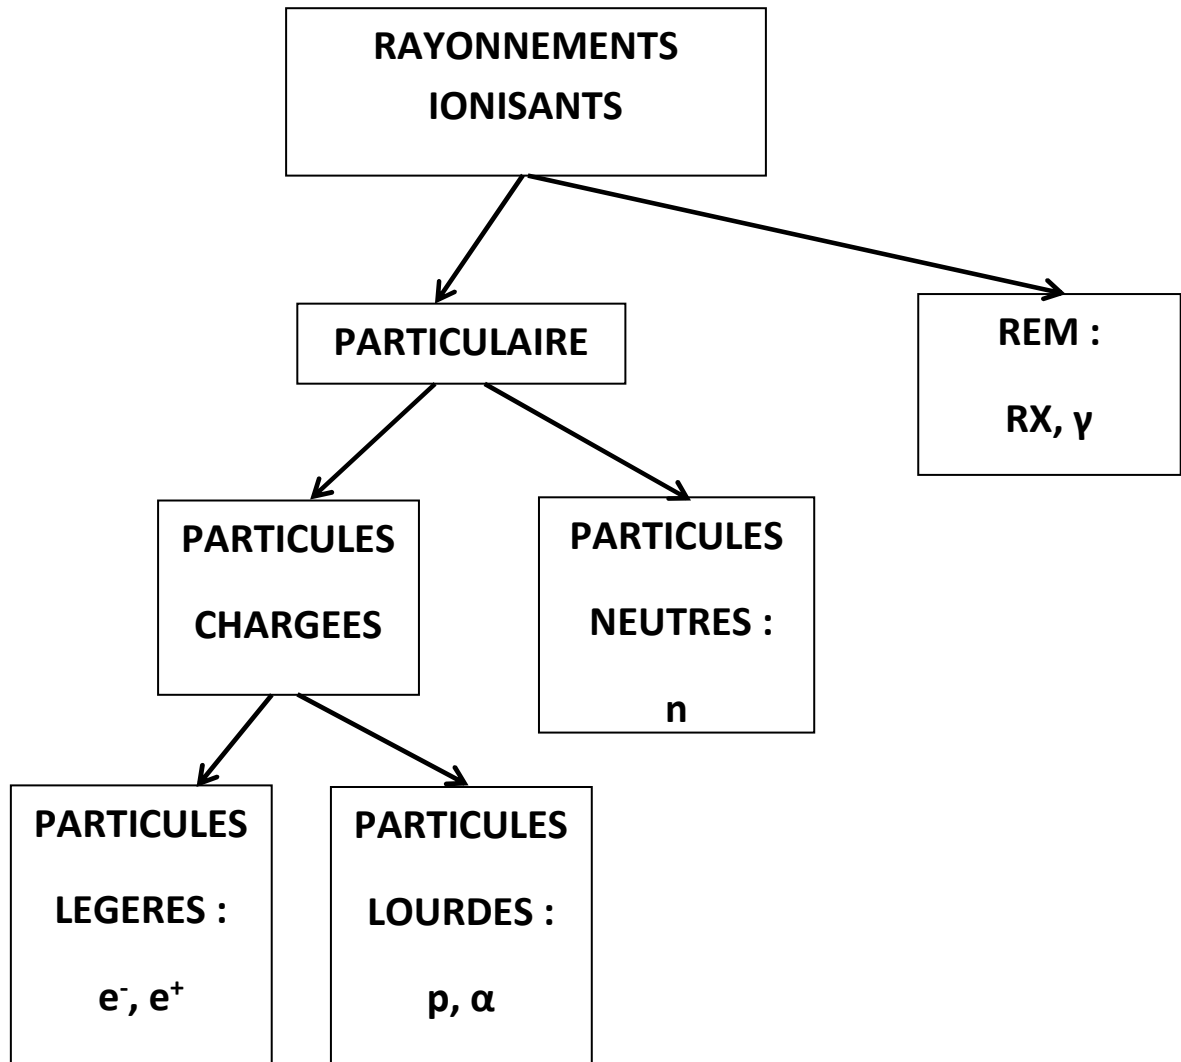 RAYONNEMENTS
IONISANTS
PARTICULAIRE
REM :
RX, γ
PARTICULES
CHARGEES
PARTICULES
NEUTRES :
n
PARTICULES
LEGERES :
e⁻, e⁺
PARTICULES
LOURDES :
p, α